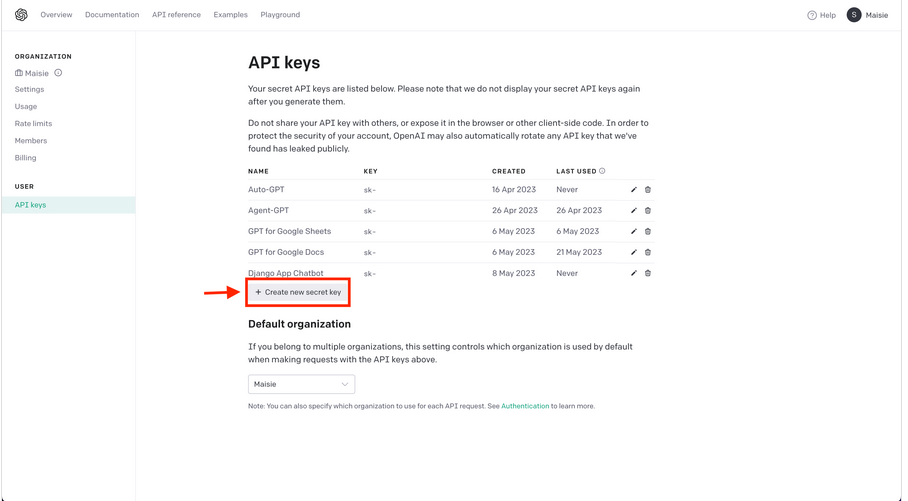 Overview Documentation API reference Examples Playground Help S Maisie
ORGANIZATION
Maisie
Settings
Usage
Rate limits
Members
Billing
USER
API keys
API keys
Your secret API keys are listed below. Please note that we do not display your secret API keys again
after you generate them.
Do not share your API key with others, or expose it in the browser or other client-side code. In order to
protect the security of your account, OpenAI may also automatically rotate any API key that we've
found has leaked publicly.
NAME KEY CREATED LAST USED
Auto-GPT sk- 16 Apr 2023 Never
Agent-GPT sk- 26 Apr 2023 26 Apr 2023
GPT for Google Sheets sk- 6 May 2023 6 May 2023
GPT for Google Docs sk- 6 May 2023 21 May 2023
Django App Chatbot sk- 8 May 2023 Never
+ Create new secret key
Default organization
If you belong to multiple organizations, this setting controls which organization is used by default
when making requests with the API keys above.
Maisie
Note: You can also specify which organization to use for each API request. See Authentication to learn more.